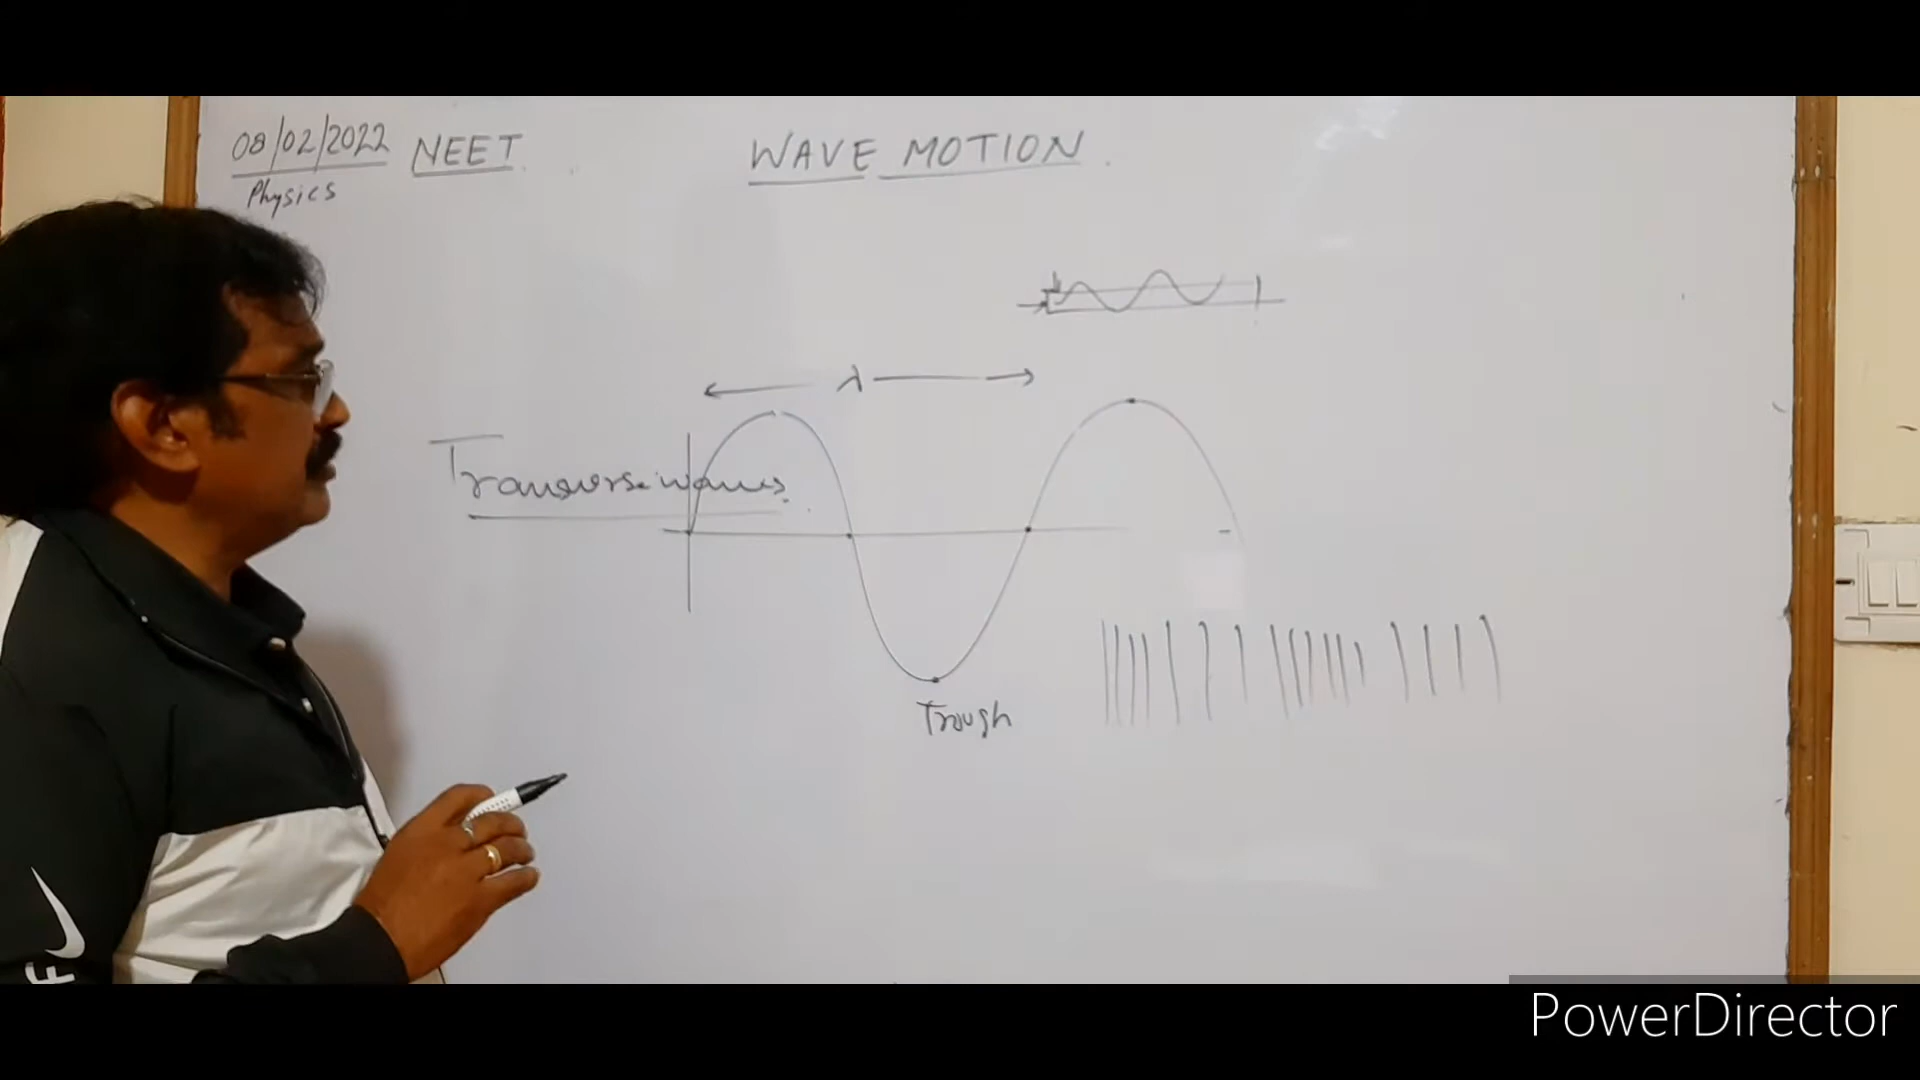 08/02/2022 NEET WAVE MOTION.
Physics
λ
Transverse waves.
Trough
F
PowerDirector